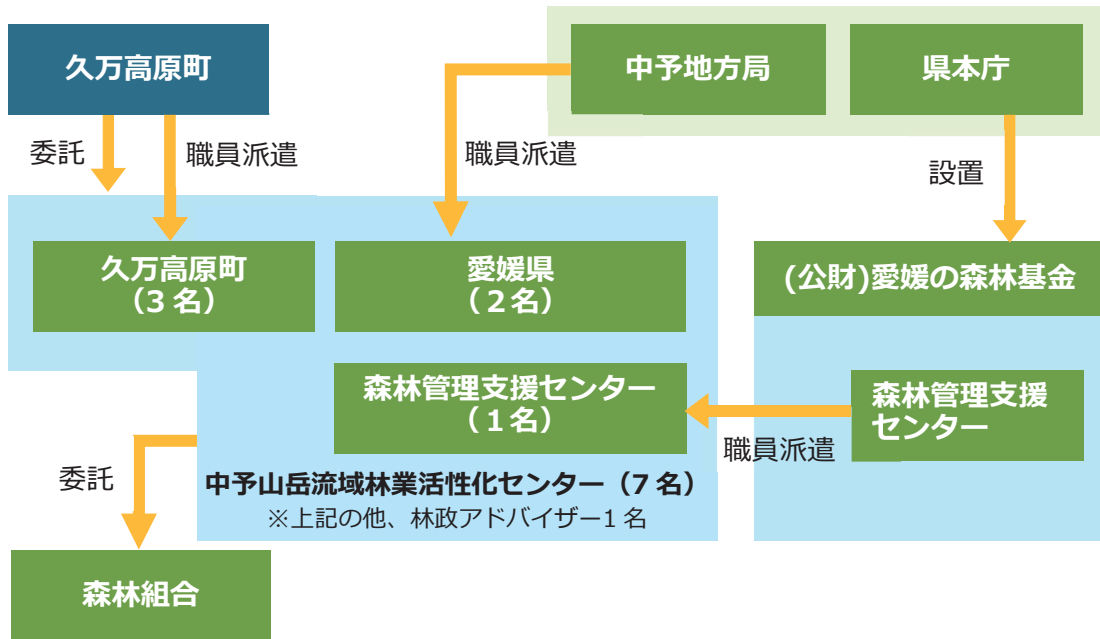 久万高原町
中予地方局
県本庁
委託
職員派遣
職員派遣
設置
久万高原町
（3名）
愛媛県
（2名）
(公財)愛媛の森林基金
森林管理支援センター
（1名）
森林管理支援
センター
職員派遣
委託
中予山岳流域林業活性化センター（7名）
※上記の他、林政アドバイザー1名
森林組合